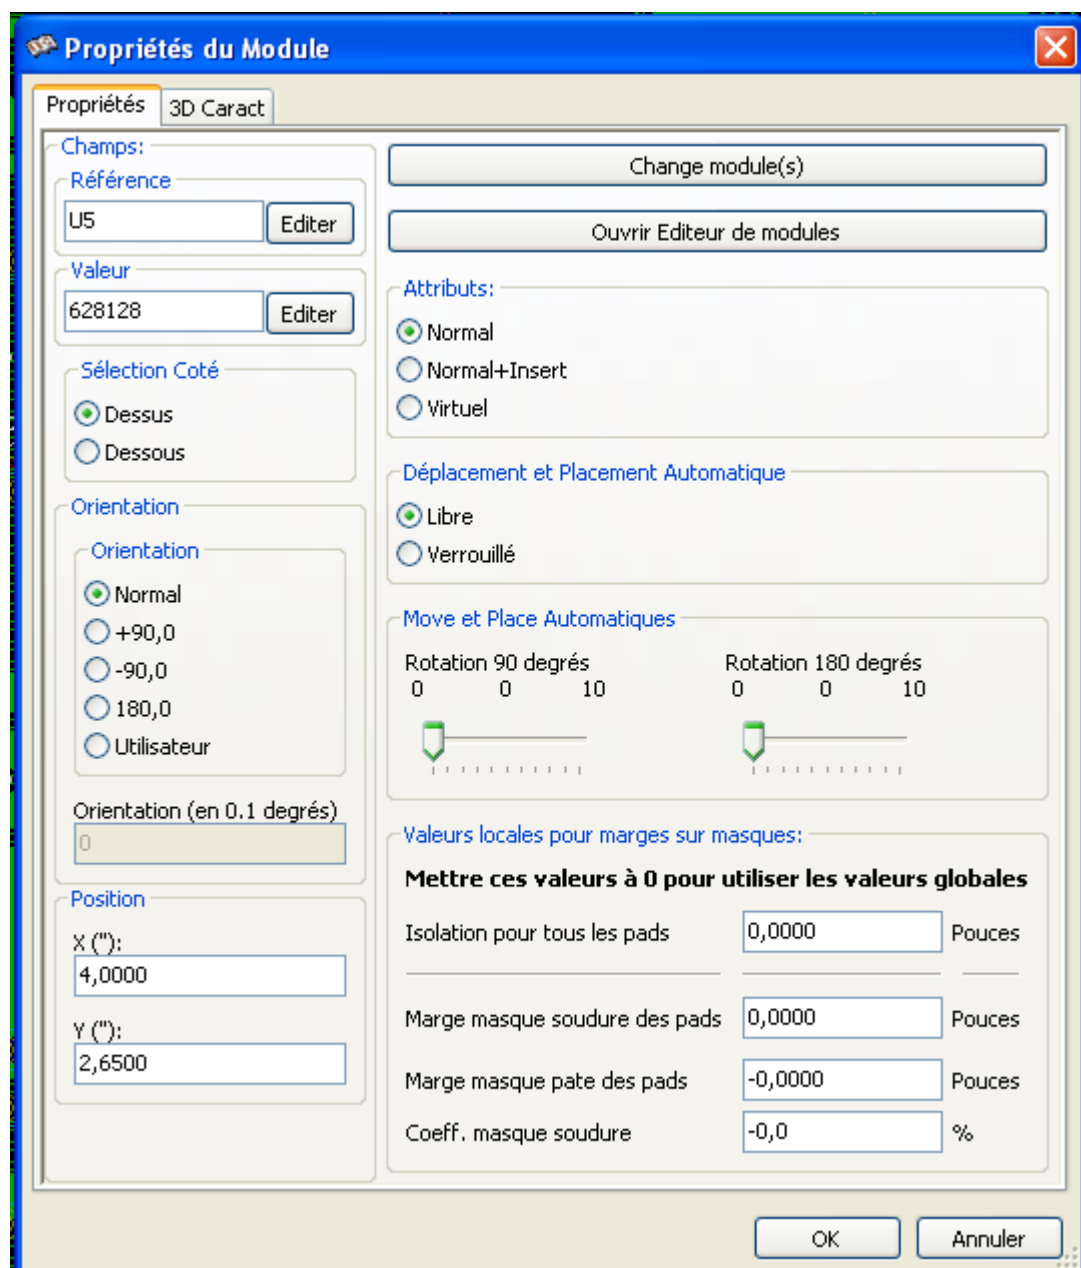 Propriétés du Module
Propriétés
3D Caract
Champs:
Référence
U5
Editer
Valeur
628128
Editer
Sélection Coté
Dessus
Dessous
Orientation
Orientation
Normal
+90,0
-90,0
180,0
Utilisateur
Orientation (en 0.1 degrés)
0
Position
X ("):
4,0000
Y ("):
2,6500
Change module(s)
Ouvrir Editeur de modules
Attributs:
Normal
Normal+Insert
Virtuel
Déplacement et Placement Automatique
Libre
Verrouillé
Move et Place Automatiques
Rotation 90 degrés
0 0 10
Rotation 180 degrés
0 0 10
Valeurs locales pour marges sur masques:
Mettre ces valeurs à 0 pour utiliser les valeurs globales
Isolation pour tous les pads 0,0000 Pouces
Marge masque soudure des pads 0,0000 Pouces
Marge masque pate des pads -0,0000 Pouces
Coeff. masque soudure -0,0 %
OK
Annuler